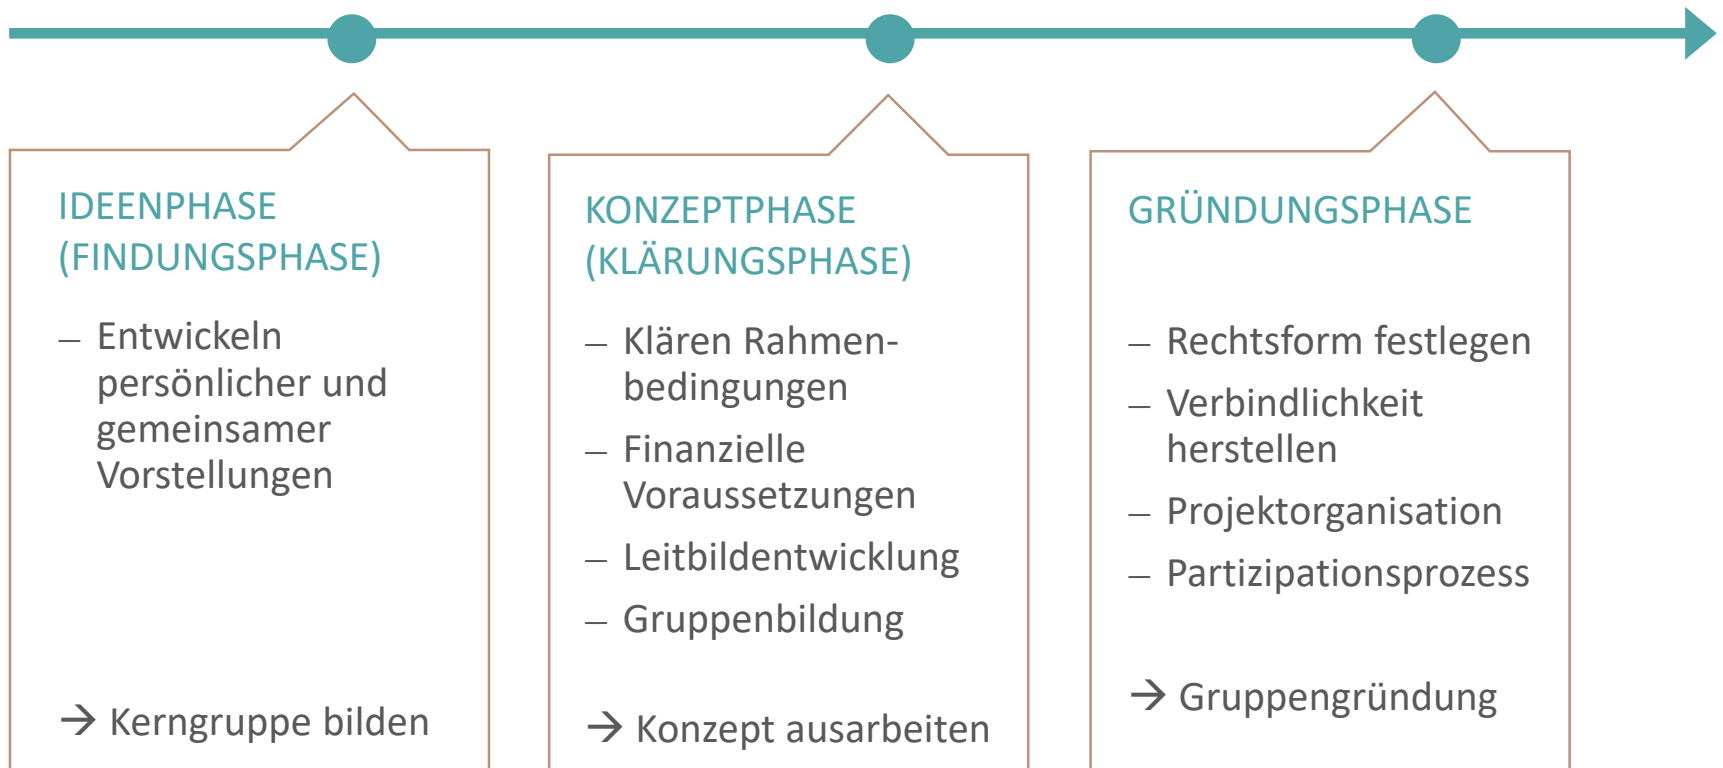 IDEENPHASE
(FINDUNGSPHASE)
– Entwickeln
persönlicher und
gemeinsamer
Vorstellungen
→ Kerngruppe bilden
KONZEPTPHASE
(KLÄRUNGSPHASE)
– Klären Rahmen-
bedingungen
– Finanzielle
Voraussetzungen
– Leitbildentwicklung
– Gruppenbildung
→ Konzept ausarbeiten
GRÜNDUNGSPHASE
– Rechtsform festlegen
– Verbindlichkeit
herstellen
– Projektorganisation
– Partizipationsprozess
→ Gruppengründung